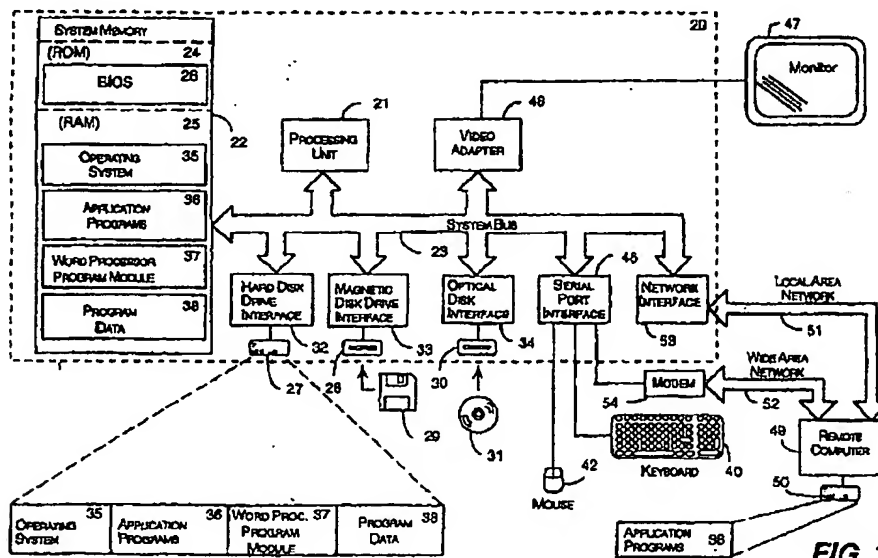 SYSTEM MEMORY
(ROM) 24
BIOS 26
(RAM) 25
22
OPERATING SYSTEM 35
APPLICATION PROGRAMS 36
WORD PROCESSOR PROGRAM MODULE 37
PROGRAM DATA 38
20
21
PROCESSING UNIT
48
VIDEO ADAPTER
47
Monitor
SYSTEM BUS
23
HARD DISK DRIVE INTERFACE
32
MAGNETIC DISK DRIVE INTERFACE
33
OPTICAL DISK INTERFACE
34
SERIAL PORT INTERFACE
NETWORK INTERFACE
53
LOCAL AREA NETWORK
51
27
28
29
30
31
WIDE AREA NETWORK
52
MODEM
54
42
MOUSE
KEYBOARD
40
49
REMOTE COMPUTER
50
OPERATING SYSTEM 35
APPLICATION PROGRAMS 36
WORD PROC. PROGRAM MODULE 37
PROGRAM DATA 38
APPLICATION PROGRAMS
FIG.